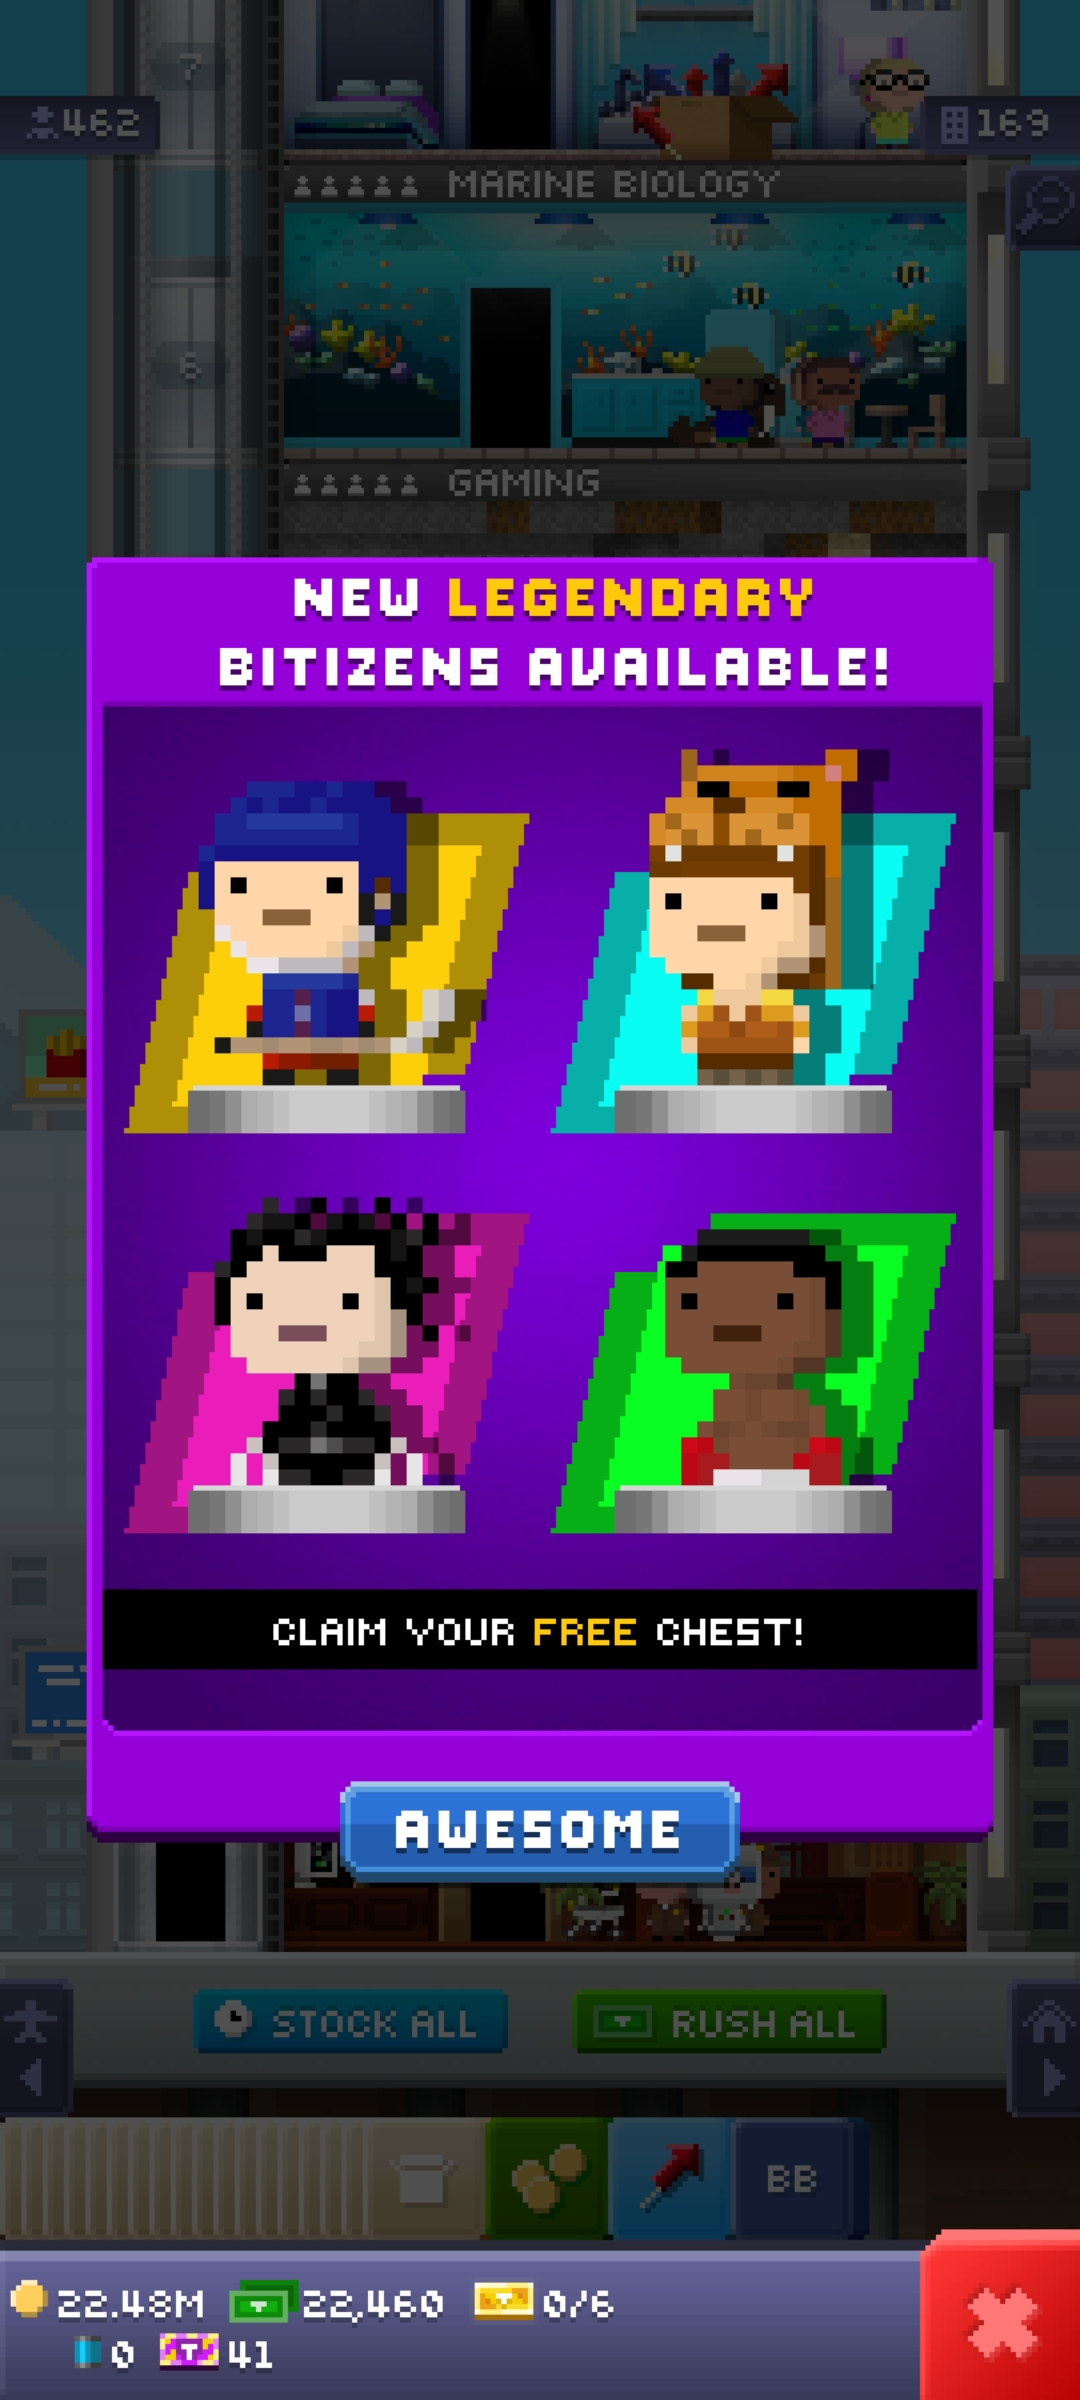 7
462
169
MARINE BIOLOGY
6
GAMING
NEW LEGENDARY
BITIZENS AVAILABLE!
CLAIM YOUR FREE CHEST!
AWESOME
STOCK ALL
RUSH ALL
BB
22.48M
22,460
0/6
0
41